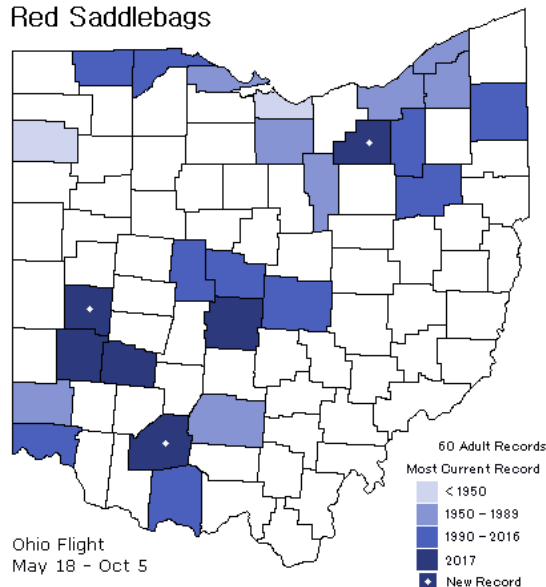 Red Saddlebags
60 Adult Records
Most Current Record
< 1950
1950 - 1989
1990 - 2016
2017
New Record
Ohio Flight
May 18 - Oct 5